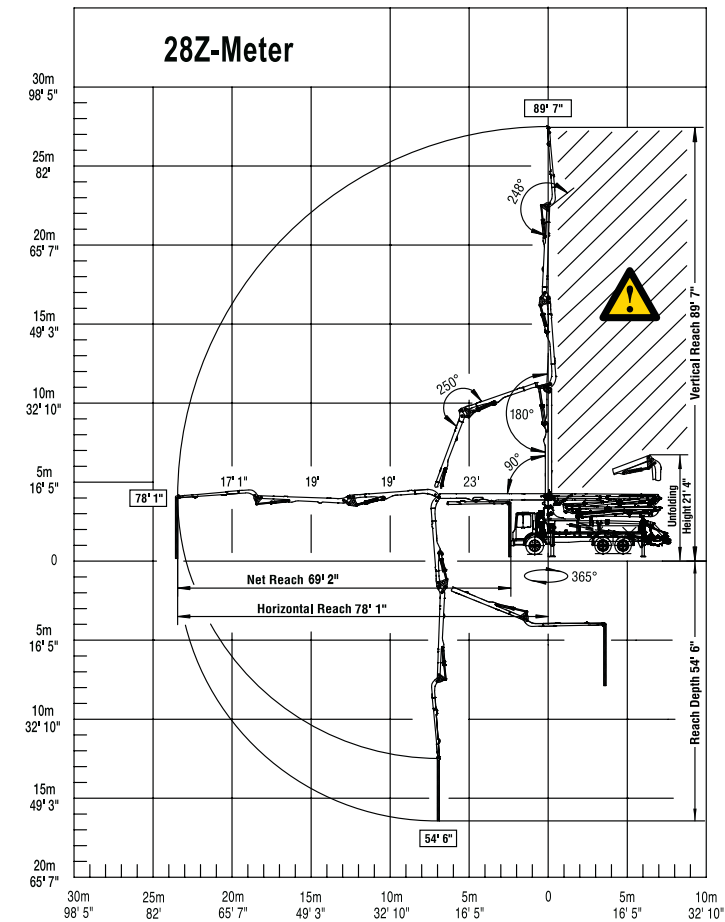 28Z-Meter
30m
98' 5"
89' 7"
25m
82'
248°
20m
65' 7"
15m
49' 3"
!
Vertical Reach 89' 7"
10m
32' 10"
250°
180°
90°
5m
16' 5"
17' 1"
19'
19'
23'
78' 1"
Unfolding
Height 21' 4"
0
Net Reach 69' 2"
365°
Horizontal Reach 78' 1"
5m
16' 5"
Reach Depth 54' 6"
10m
32' 10"
15m
49' 3"
54' 6"
20m
65' 7"
30m 25m 20m 15m 10m 5m 0 5m 10m
98' 5" 82' 65' 7" 49' 3" 32' 10" 16' 5" 16' 5" 32' 10"